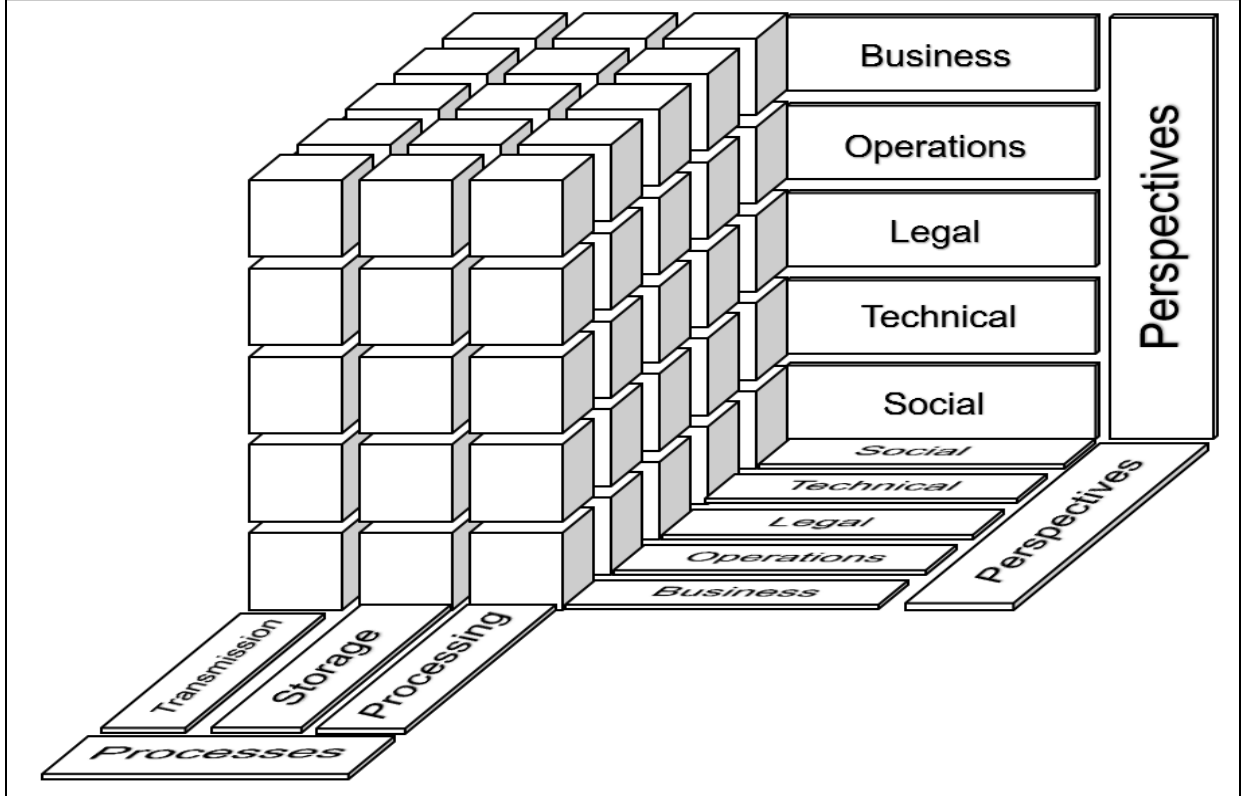 Business
Operations
Legal
Technical
Social
Perspectives
Social
Technical
Legal
Operations
Business
Perspectives
Transmission
Storage
Processing
Processes